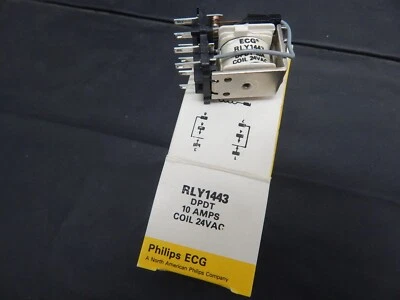 ECG®
RLY1443
COIL 24VAC
RLY1443
DPDT
10 AMPS
COIL 24VAC
Philips ECG
A North American Philips Company